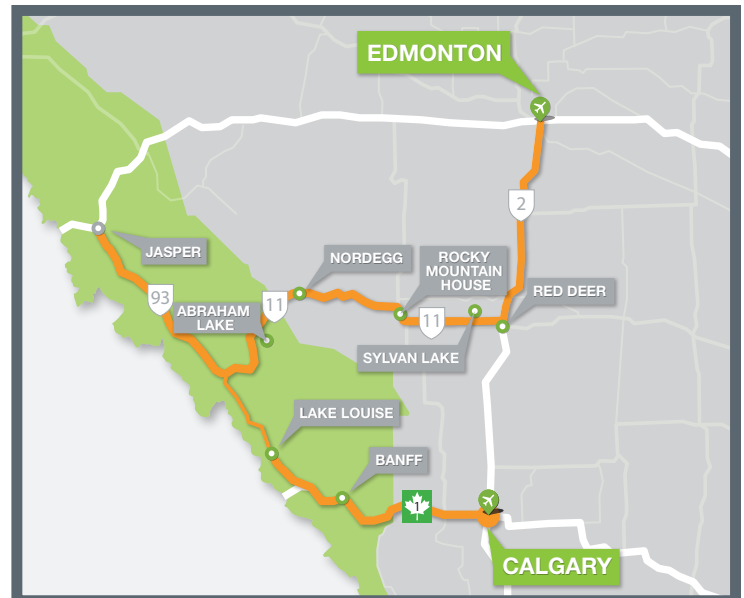 EDMONTON
2
JASPER
NORDEGG
ROCKY
MOUNTAIN
HOUSE
RED DEER
93
11
ABRAHAM
LAKE
11
SYLVAN LAKE
LAKE LOUISE
BANFF
1
CALGARY